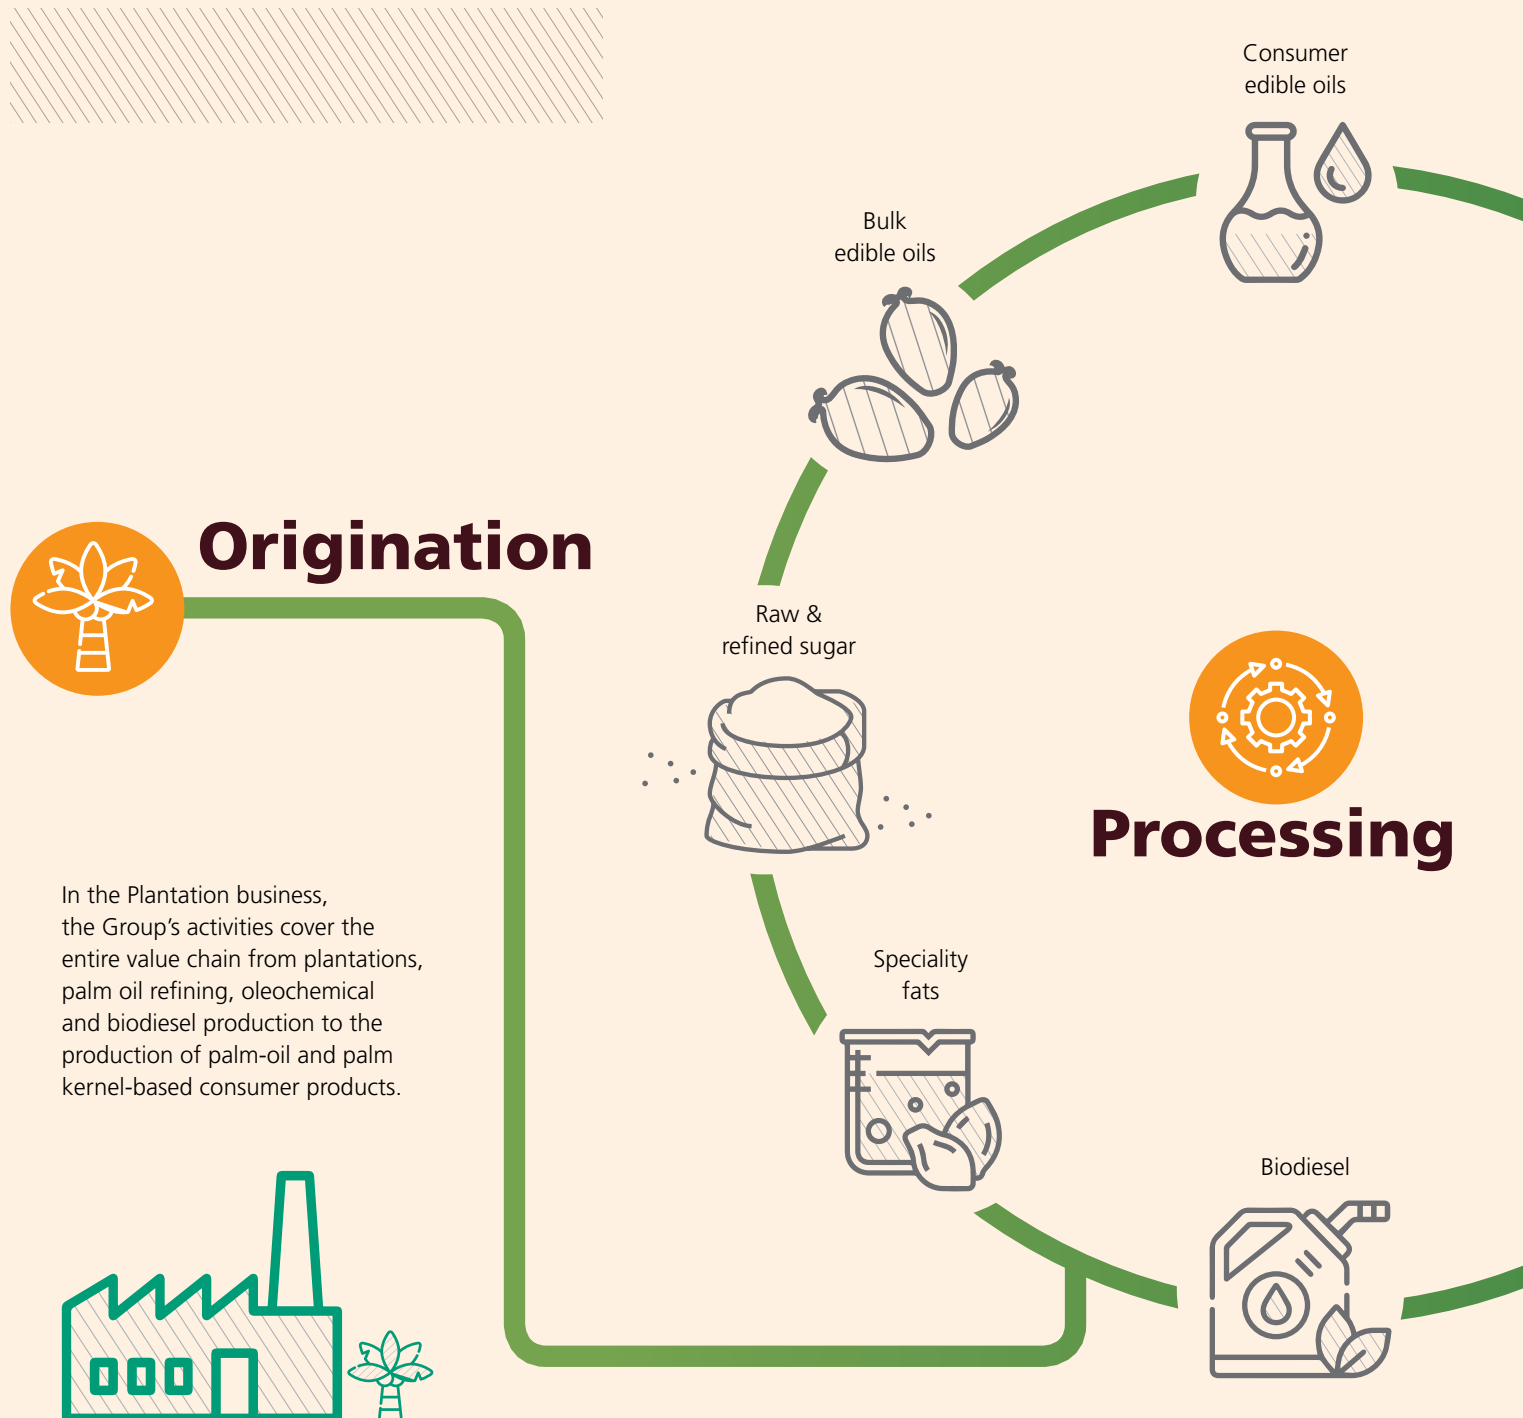 Consumer
edible oils
Bulk
edible oils
Origination
Raw &
refined sugar
Processing
In the Plantation business,
the Group’s activities cover the
entire value chain from plantations,
palm oil refining, oleochemical
and biodiesel production to the
production of palm-oil and palm
kernel-based consumer products.
Speciality
fats
Biodiesel